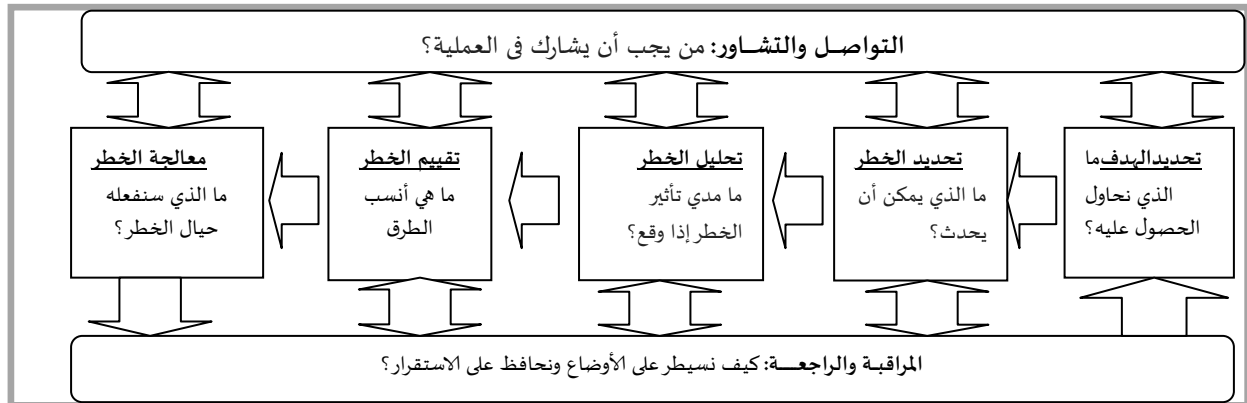 التواصل والتشاور: من يجب أن يشارك فى العملية؟
تحديدالهدفما
الذي نحاول
الحصول عليه؟
تحديد الخطر
ما الذي يمكن أن
يحدث؟
تحليل الخطر
ما مدي تأثير
الخطر إذا وقع؟
تقييم الخطر
ما هي أنسب
الطرق
معالجة الخطر
ما الذي سنفعله
حيال الخطر؟
المراقبة والراجعة: كيف نسيطر على الأوضاع ونحافظ على الاستقرار؟